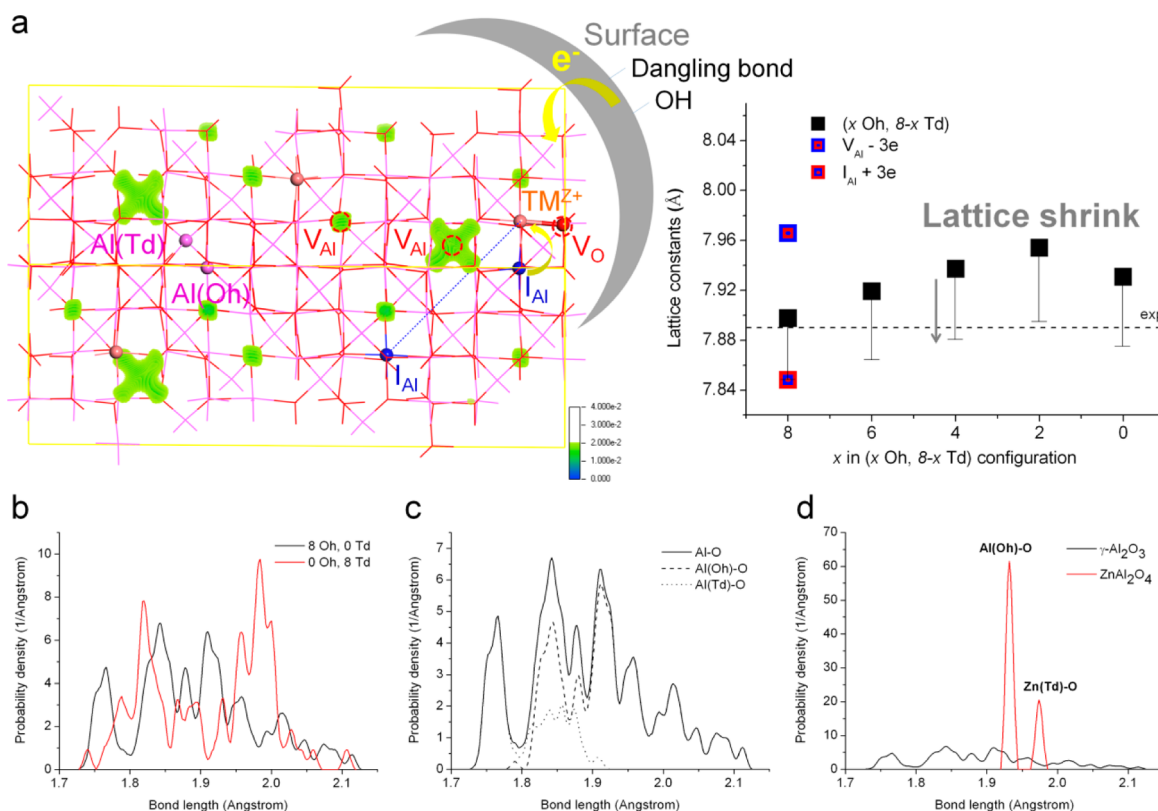 a
Surface
e-
Dangling bond
OH
TM^Z+
V_Al
V_Al
V_O
Al(Td)
Al(Oh)
I_Al
I_Al
4.000e-2
3.000e-2
2.000e-2
1.000e-2
0.000
Lattice constants (Å)
8.04
8.00
7.96
7.92
7.88
7.84
(x Oh, 8-x Td)
V_Al - 3e
I_Al + 3e
Lattice shrink
exp
8 6 4 2 0
x in (x Oh, 8-x Td) configuration
b
Probability density (1/Angstrom)
10
8
6
4
2
0
8 Oh, 0 Td
0 Oh, 8 Td
1.7 1.8 1.9 2.0 2.1
Bond length (Angstrom)
c
Probability density (1/Angstrom)
7
6
5
4
3
2
1
0
Al-O
Al(Oh)-O
Al(Td)-O
1.7 1.8 1.9 2.0 2.1
Bond length (Angstrom)
d
Probability density (1/Angstrom)
70
60
50
40
30
20
10
0
Al(Oh)-O
γ-Al₂O₃
ZnAl₂O₄
Zn(Td)-O
1.7 1.8 1.9 2.0 2.1
Bond length (Angstrom)